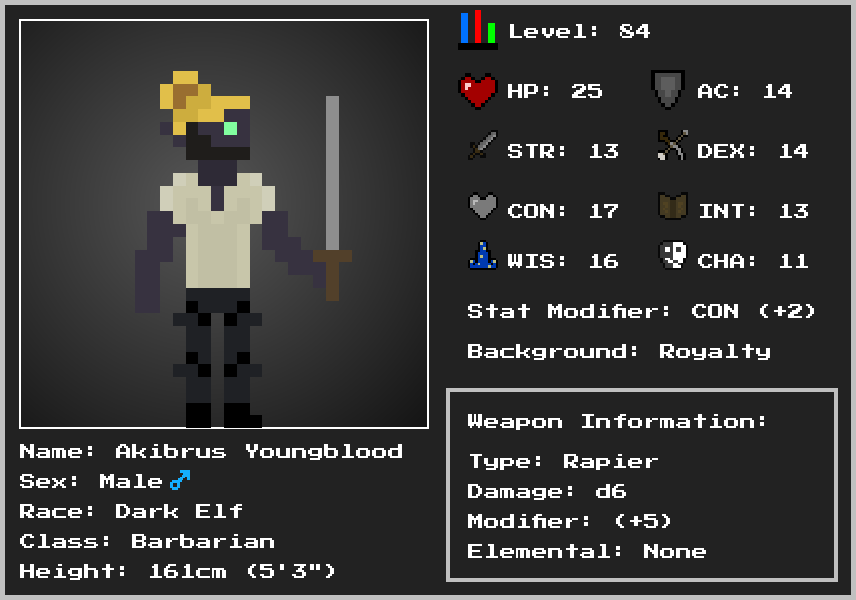 Level: 84
HP: 25 AC: 14
STR: 13 DEX: 14
CON: 17 INT: 13
WIS: 16 CHA: 11
Stat Modifier: CON (+2)
Background: Royalty
Weapon Information:
Type: Rapier
Damage: d6
Modifier: (+5)
Elemental: None
Name: Akibrus Youngblood
Sex: Male ♂
Race: Dark Elf
Class: Barbarian
Height: 161cm (5'3")